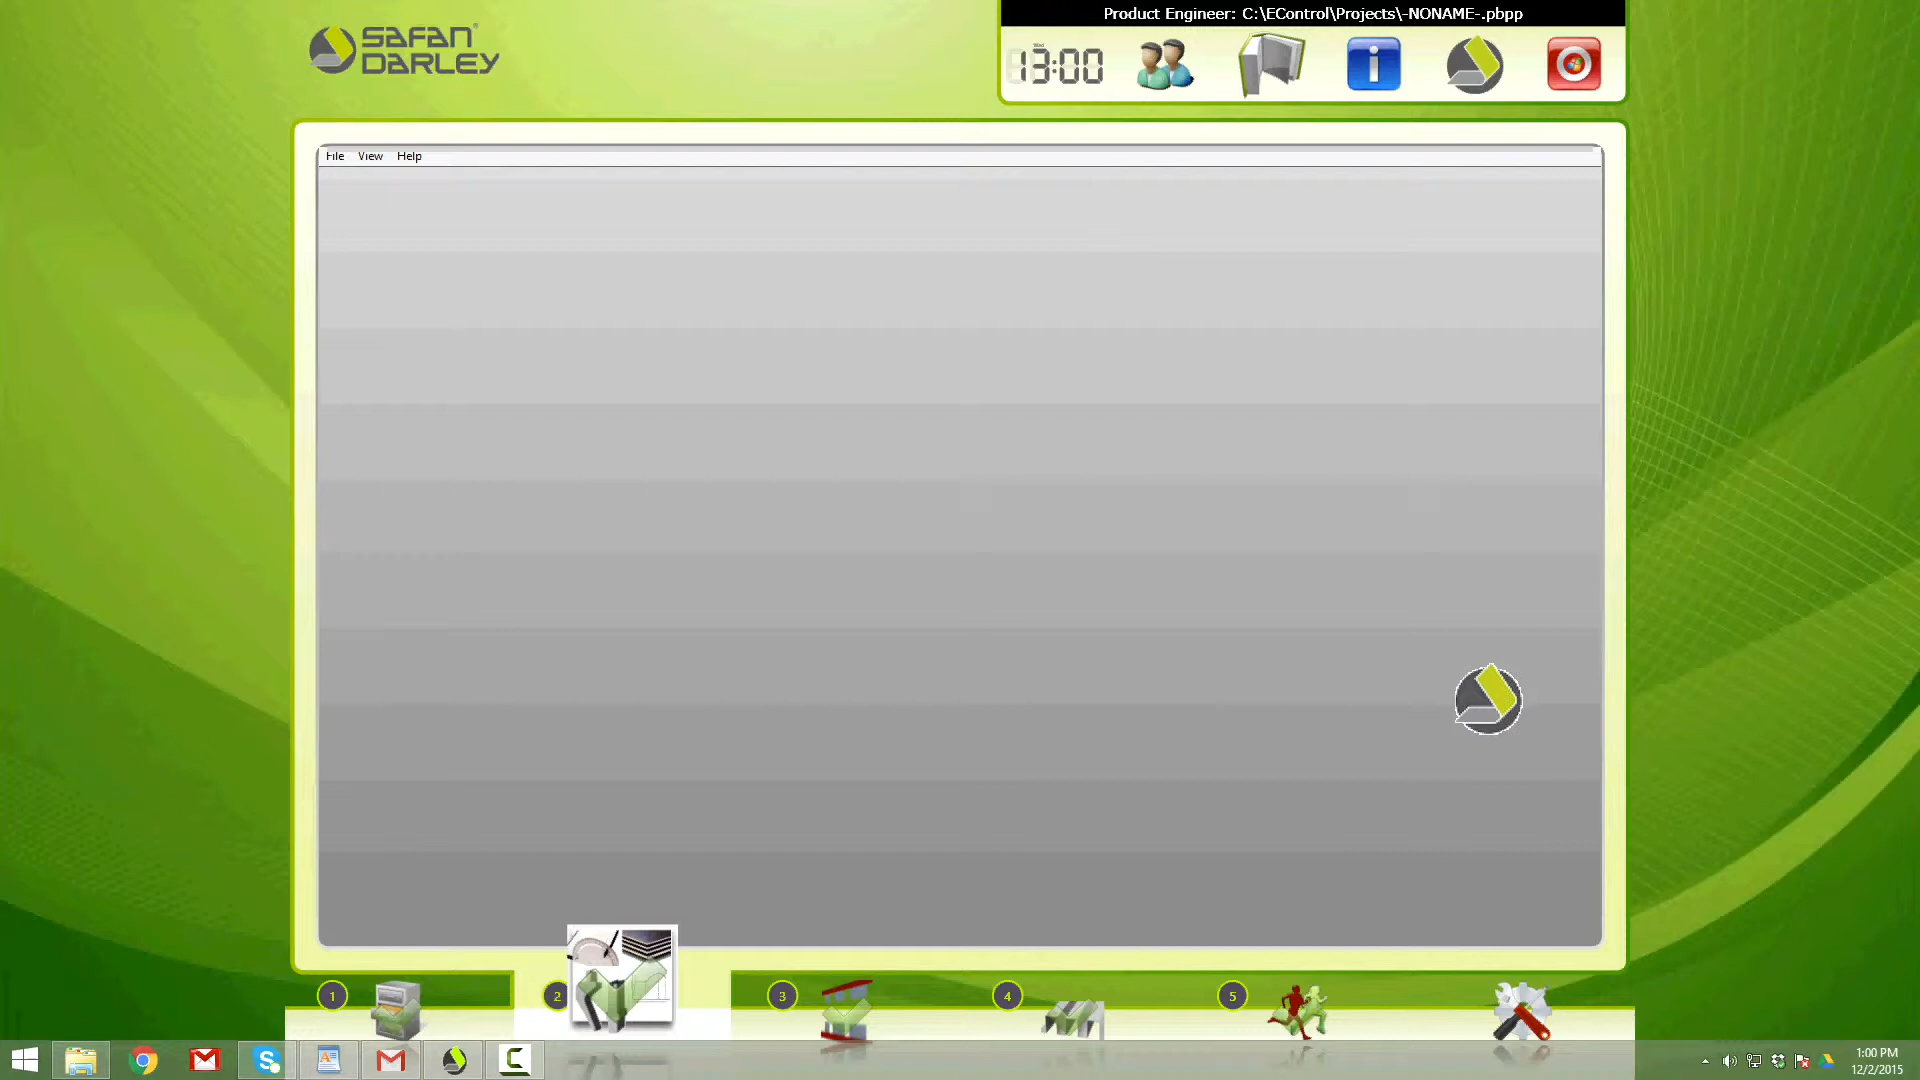 SAFAN®
DARLEY
Product Engineer: C:\EControl\Projects\-NONAME-.pbpp
Wed
13:00
File View Help
1
2
3
4
5
1:00 PM
12/2/2015